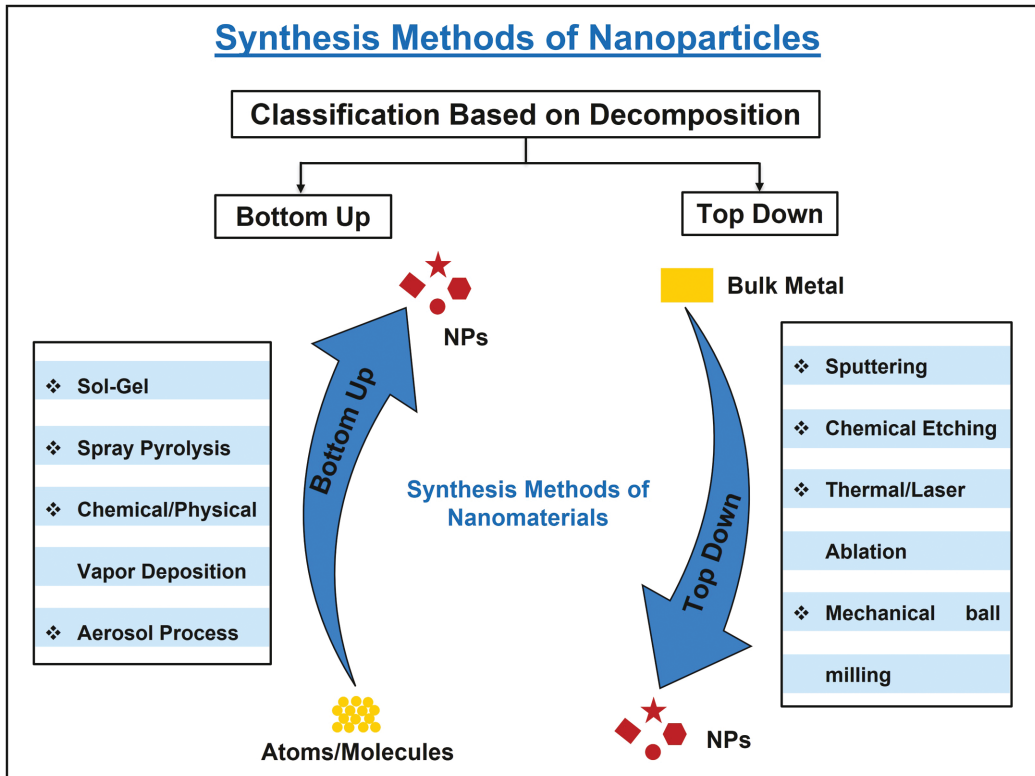 Synthesis Methods of Nanoparticles
Classification Based on Decomposition
Bottom Up
Top Down
NPs
Bulk Metal
❖ Sol-Gel
❖ Spray Pyrolysis
❖ Chemical/Physical
Vapor Deposition
❖ Aerosol Process
Bottom Up
Synthesis Methods of
Nanomaterials
Top Down
❖ Sputtering
❖ Chemical Etching
❖ Thermal/Laser
Ablation
❖ Mechanical ball
milling
Atoms/Molecules
NPs